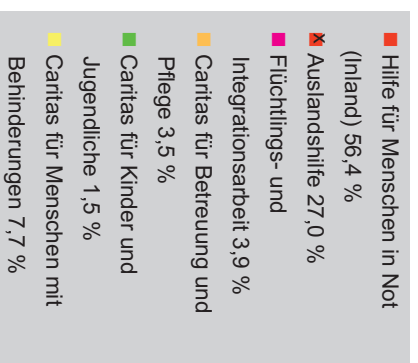 Hilfe für Menschen in Not
(Inland) 56,4 %
x Auslandshilfe 27,0 %
Flüchtlings- und
Integrationsarbeit 3,9 %
Caritas für Betreuung und
Pflege 3,5 %
Caritas für Kinder und
Jugendliche 1,5 %
Caritas für Menschen mit
Behinderungen 7,7 %